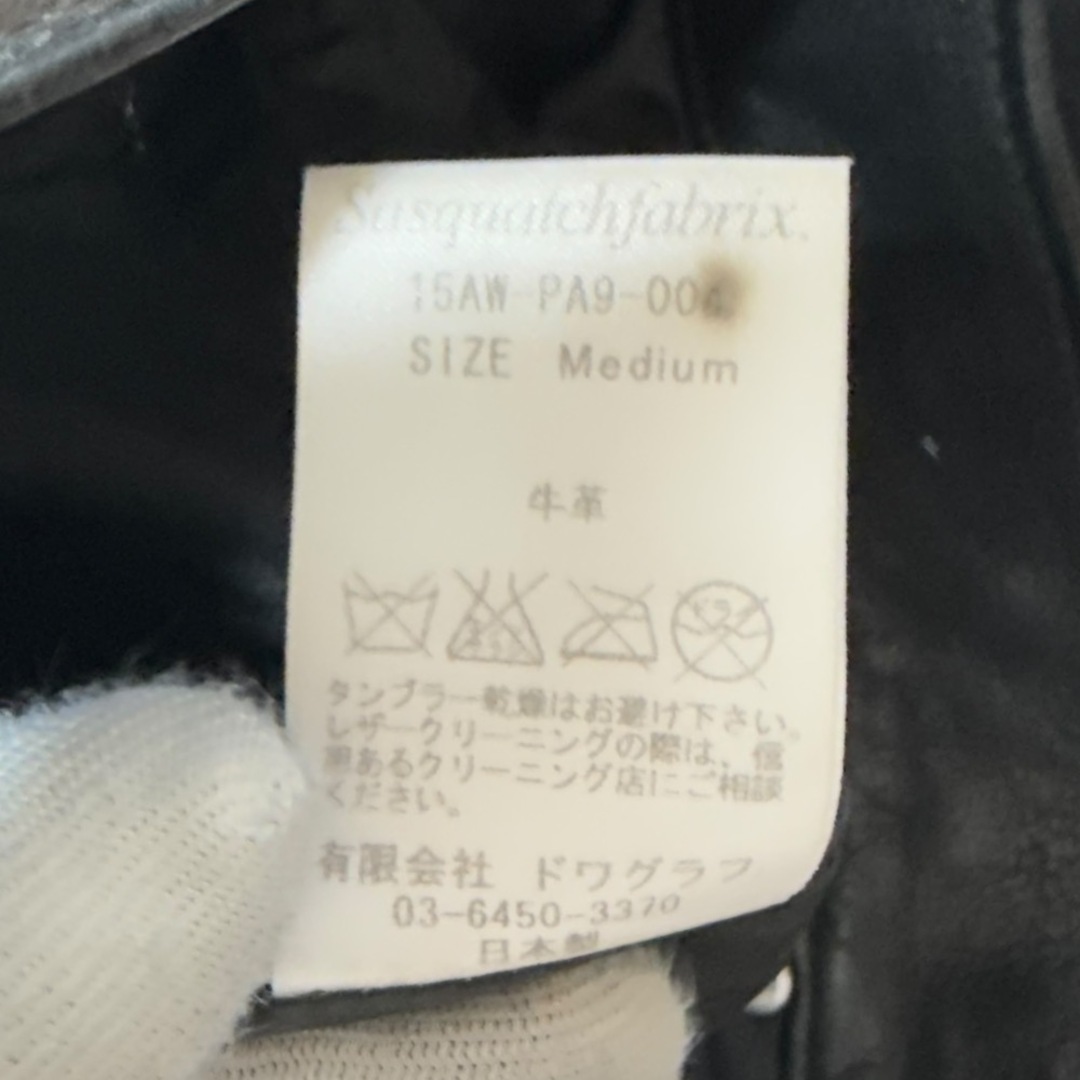 Sasquatchfabrix.
15AW-PA9-004
SIZE Medium
牛革
ドライ
タンブラー乾燥はお避け下さい。
レザークリーニングの際は、信
用あるクリーニング店にご相談
ください。
有限会社 ドワグラフ
03-6450-3370
日本製